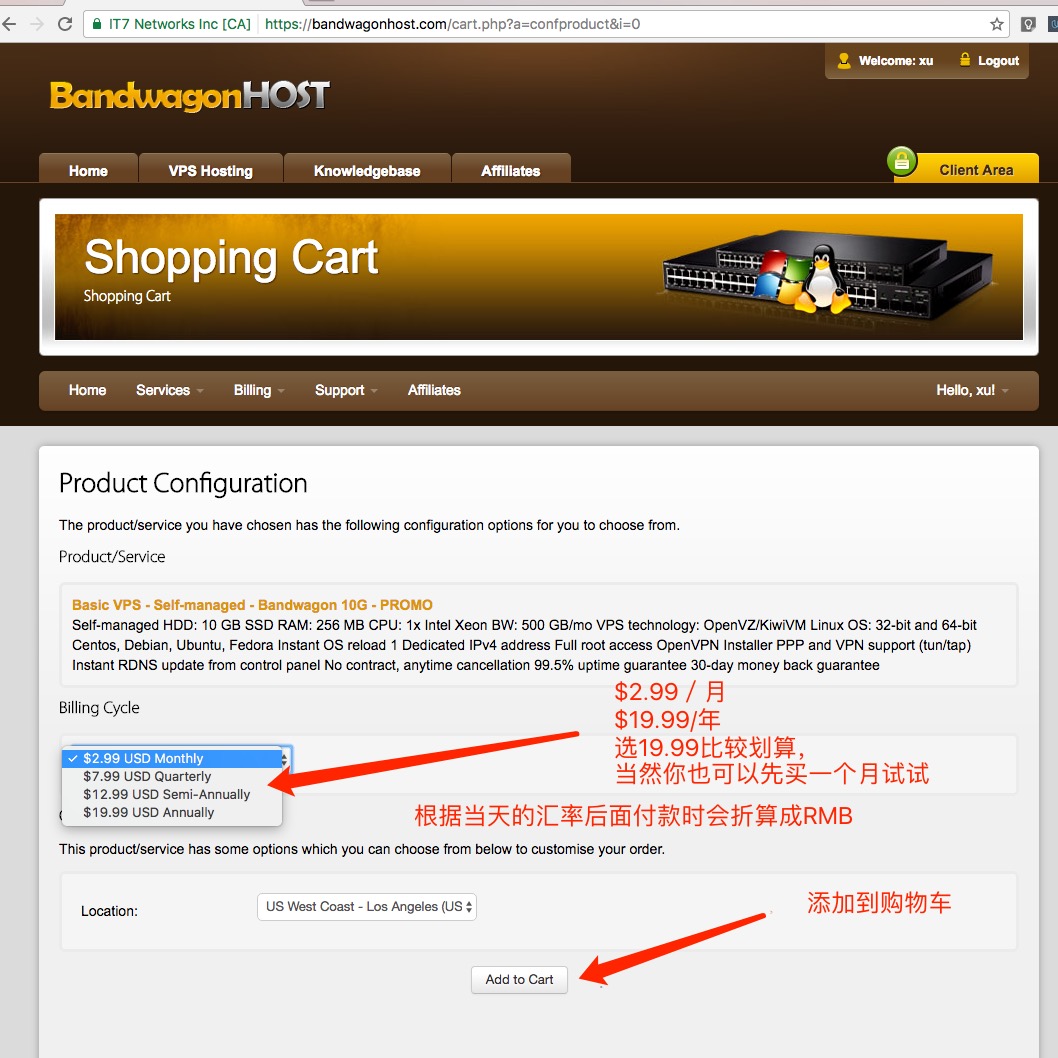 IT7 Networks Inc [CA] https://bandwagonhost.com/cart.php?a=confproduct&i=0
Welcome: xu Logout
BandwagonHOST
Home VPS Hosting Knowledgebase Affiliates Client Area
Shopping Cart
Shopping Cart
Home Services Billing Support Affiliates Hello, xu!
Product Configuration
The product/service you have chosen has the following configuration options for you to choose from.
Product/Service
Basic VPS - Self-managed - Bandwagon 10G - PROMO
Self-managed HDD: 10 GB SSD RAM: 256 MB CPU: 1x Intel Xeon BW: 500 GB/mo VPS technology: OpenVZ/KiwiVM Linux OS: 32-bit and 64-bit
Centos, Debian, Ubuntu, Fedora Instant OS reload 1 Dedicated IPv4 address Full root access OpenVPN Installer PPP and VPN support (tun/tap)
Instant RDNS update from control panel No contract, anytime cancellation 99.5% uptime guarantee 30-day money back guarantee
$2.99 / 月
Billing Cycle
$19.99/年
选19.99比较划算，
✓ $2.99 USD Monthly
当然你也可以先买一个月试试
$7.99 USD Quarterly
$12.99 USD Semi-Annually
$19.99 USD Annually
根据当天的汇率后面付款时会折算成RMB
This product/service has some options which you can choose from below to customise your order.
Location: US West Coast - Los Angeles (US
添加到购物车
Add to Cart